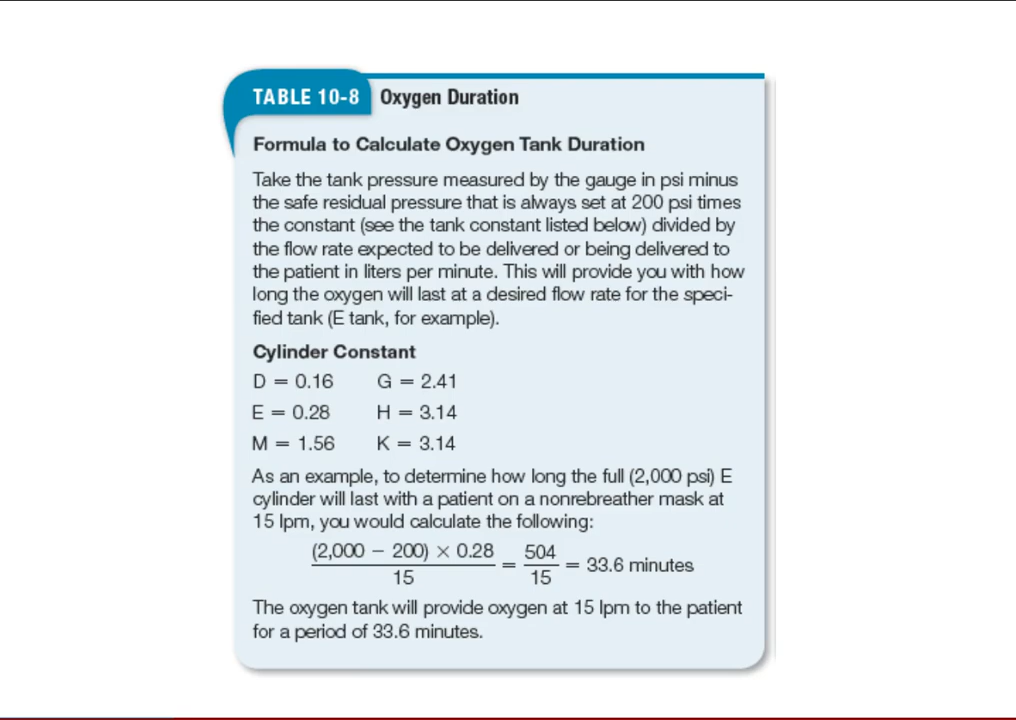 TABLE 10-8 Oxygen Duration
Formula to Calculate Oxygen Tank Duration
Take the tank pressure measured by the gauge in psi minus
the safe residual pressure that is always set at 200 psi times
the constant (see the tank constant listed below) divided by
the flow rate expected to be delivered or being delivered to
the patient in liters per minute. This will provide you with how
long the oxygen will last at a desired flow rate for the speci-
fied tank (E tank, for example).
Cylinder Constant
D = 0.16 G = 2.41
E = 0.28 H = 3.14
M = 1.56 K = 3.14
As an example, to determine how long the full (2,000 psi) E
cylinder will last with a patient on a nonrebreather mask at
15 lpm, you would calculate the following:
(2,000 − 200) × 0.28 / 15 = 504 / 15 = 33.6 minutes
The oxygen tank will provide oxygen at 15 lpm to the patient
for a period of 33.6 minutes.